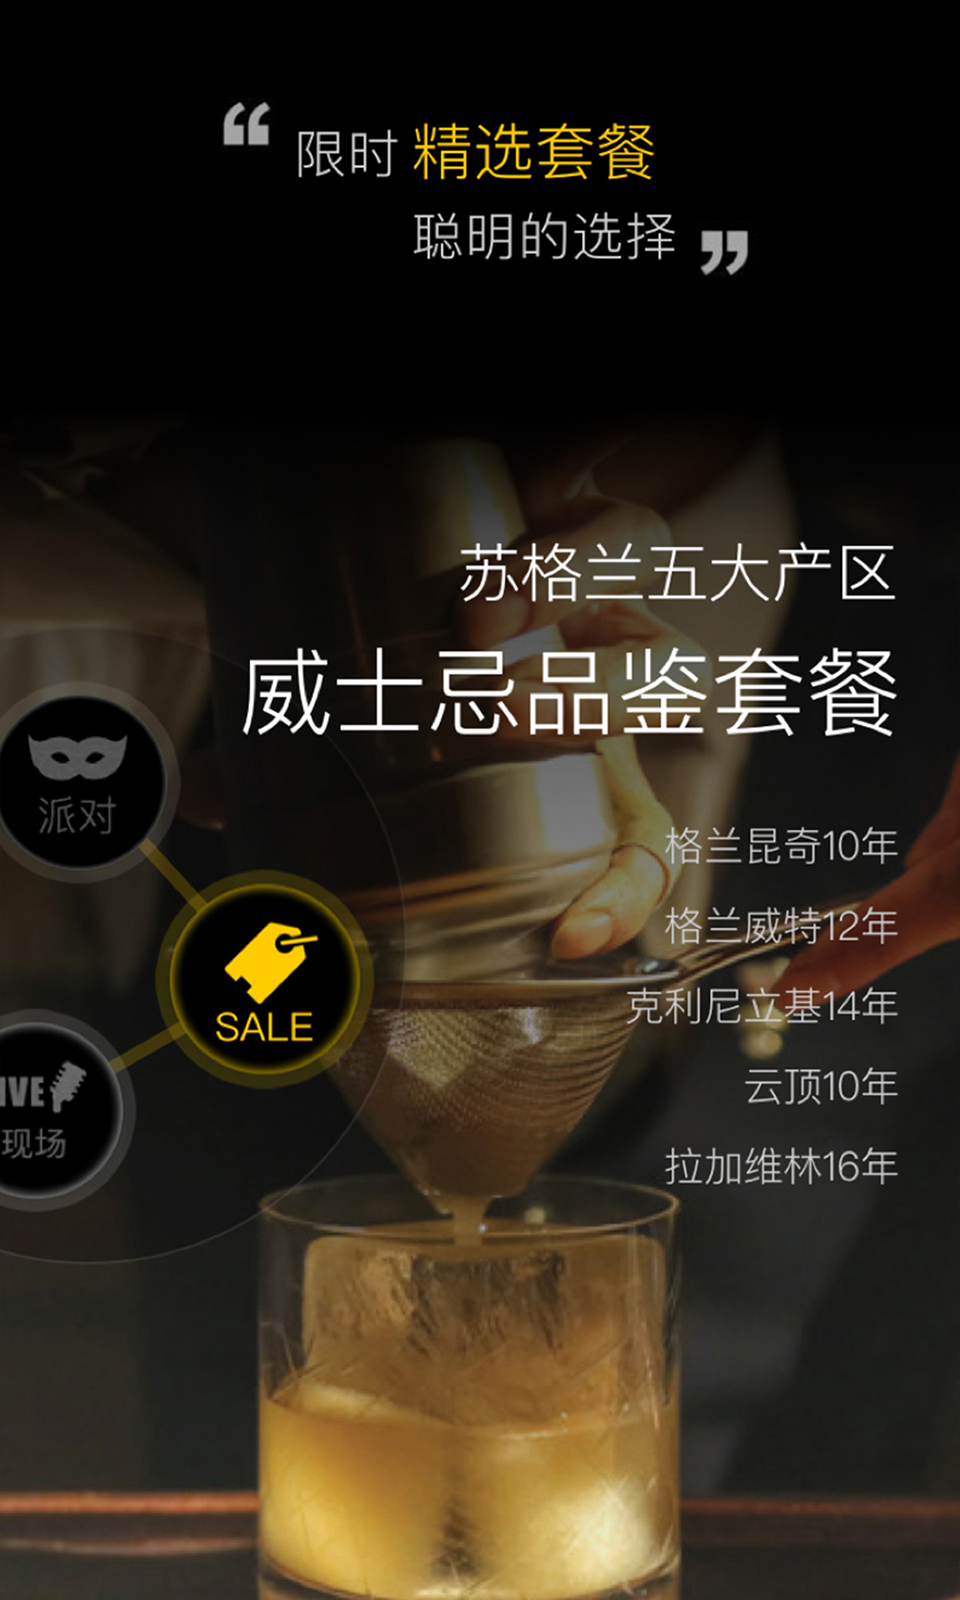 “限时 精选套餐
聪明的选择”
苏格兰五大产区
威士忌品鉴套餐
派对
SALE
IVE
现场
格兰昆奇10年
格兰威特12年
克利尼立基14年
云顶10年
拉加维林16年